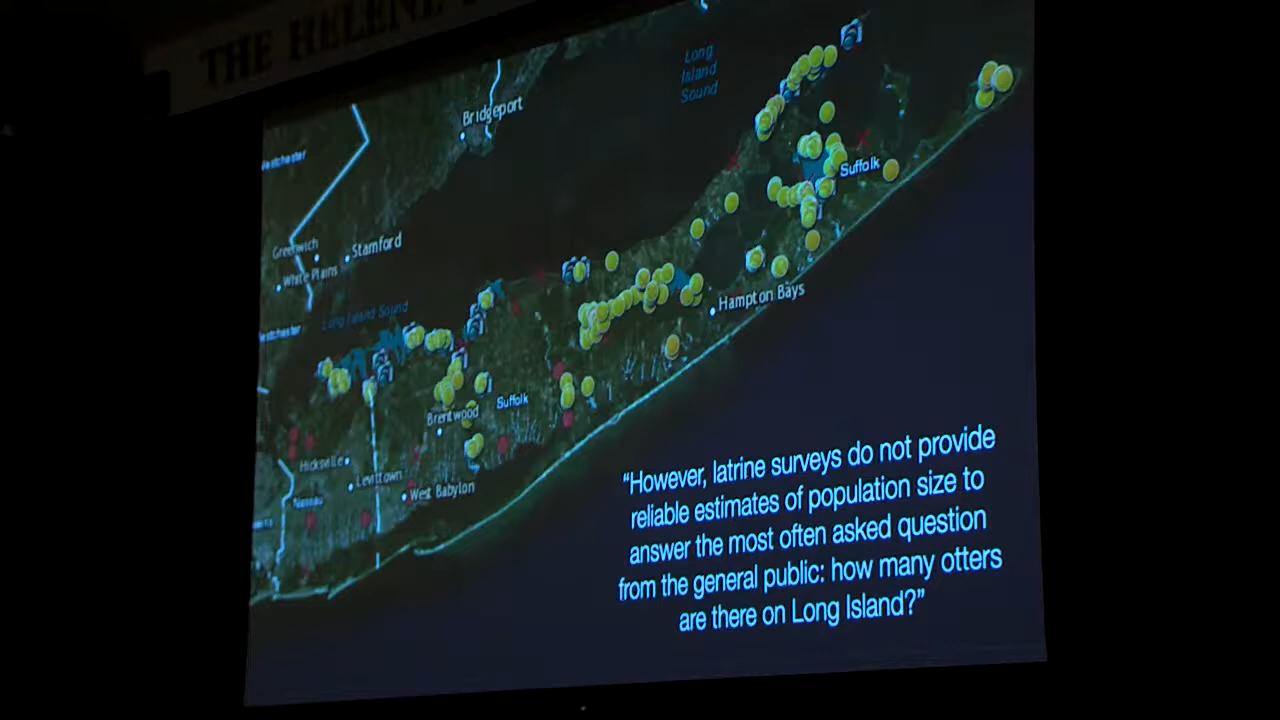 THE HELENE
Long
Island
Sound
Bridgeport
Suffolk
Greenwich
Stamford
White Plains
Long Island Sound
Hampton Bays
Suffolk
Brentwood
Hicksville
Levittown
West Babylon
Nassau
“However, latrine surveys do not provide
reliable estimates of population size to
answer the most often asked question
from the general public: how many otters
are there on Long Island?”